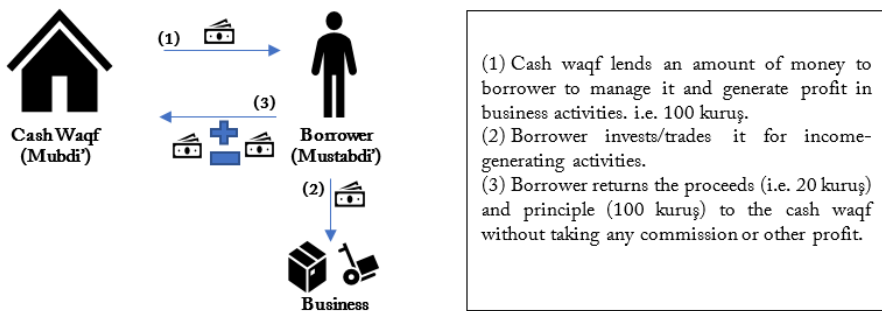 (1)
(3)
Cash Waqf
(Mubdi’)
Borrower
(Mustabdi’)
(2)
Business
(1) Cash waqf lends an amount of money to
borrower to manage it and generate profit in
business activities. i.e. 100 kuruş.
(2) Borrower invests/trades it for income-
generating activities.
(3) Borrower returns the proceeds (i.e. 20 kuruş)
and principle (100 kuruş) to the cash waqf
without taking any commission or other profit.